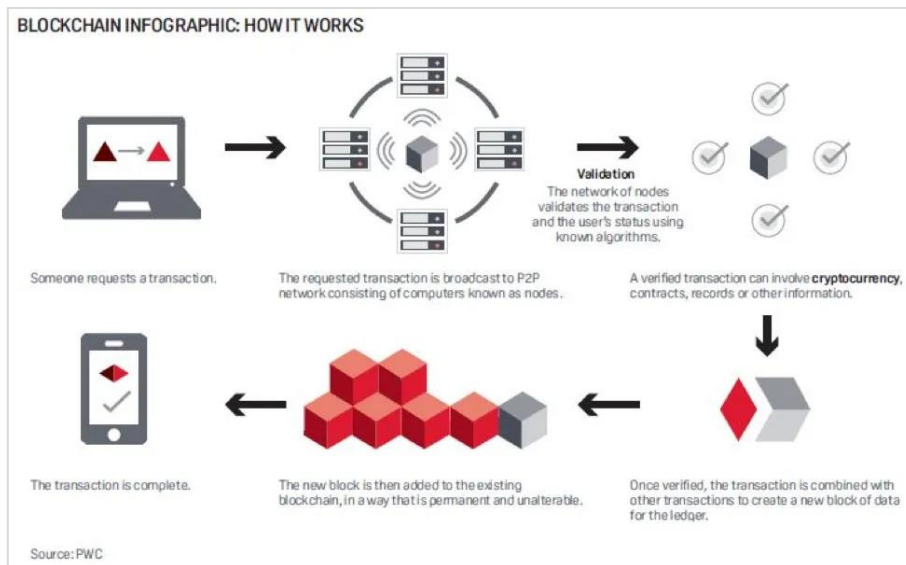 BLOCKCHAIN INFOGRAPHIC: HOW IT WORKS
Someone requests a transaction.
The requested transaction is broadcast to P2P
network consisting of computers known as nodes.
Validation
The network of nodes
validates the transaction
and the user's status using
known algorithms.
A verified transaction can involve cryptocurrency,
contracts, records or other information.
Once verified, the transaction is combined with
other transactions to create a new block of data
for the ledger.
The new block is then added to the existing
blockchain, in a way that is permanent and unalterable.
The transaction is complete.
Source: PWC